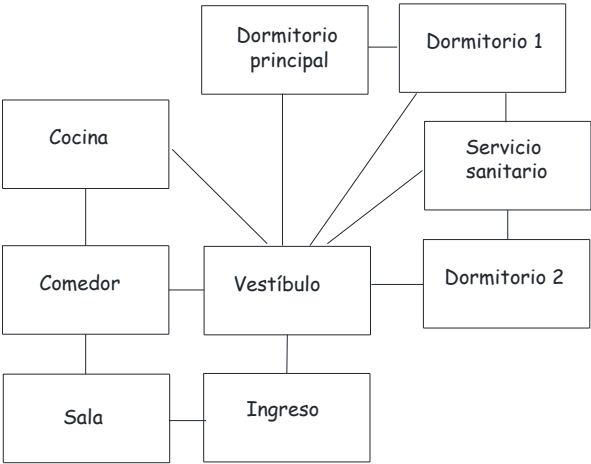 Dormitorio
principal
Dormitorio 1
Cocina
Servicio
sanitario
Comedor
Vestíbulo
Dormitorio 2
Sala
Ingreso